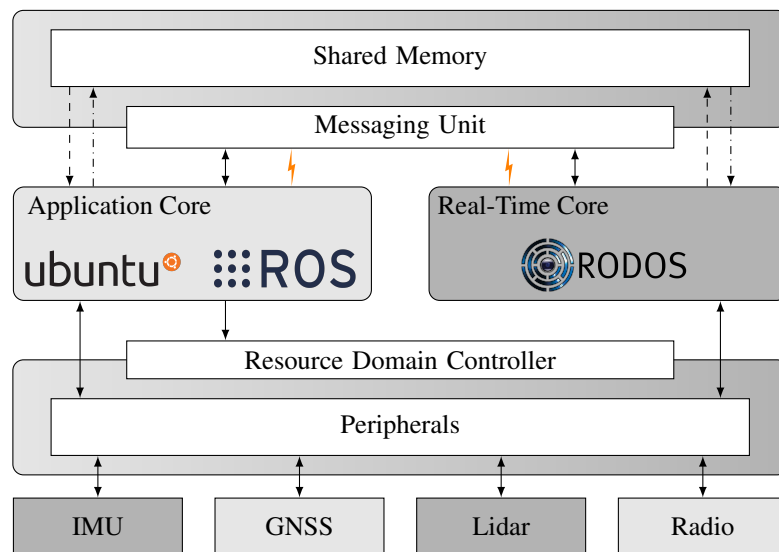 Shared Memory
Messaging Unit
Application Core
Real-Time Core
ubuntu
ROS
RODOS
Resource Domain Controller
Peripherals
IMU
GNSS
Lidar
Radio